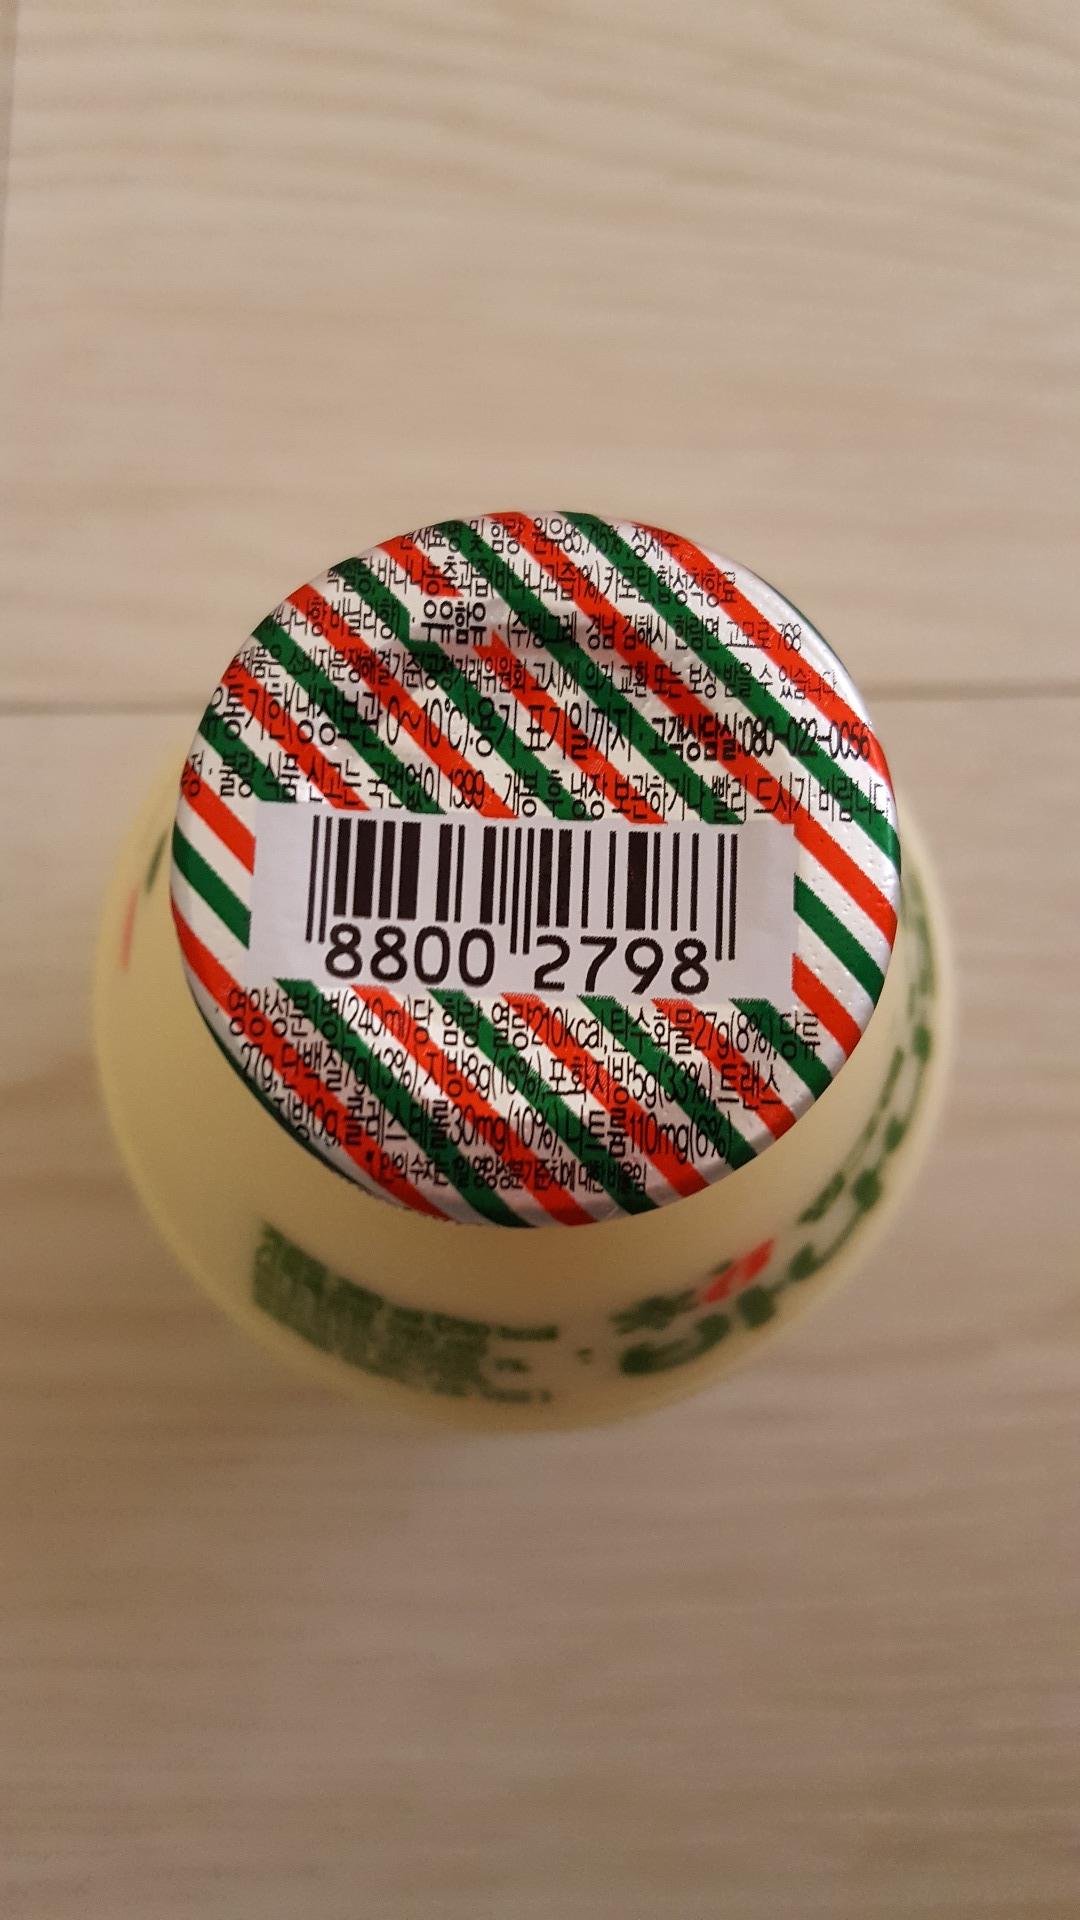 원재료명 및 함량: 원유85.715%, 정제수,
백설탕, 바나나농축과즙(바나나과즙1%), 카로틴, 합성착향료
(바나나향, 바닐라향) · 우유함유 · (주)빙그레, 경남 김해시 한림면 고모로 768
본제품은 소비자분쟁해결기준(공정거래위원회 고시)에 의거 교환 또는 보상 받을 수 있습니다.
유통기한(냉장보관,0~10℃):용기 표기일까지 · 고객상담실:080-022-0056
· 불량 식품 신고는 국번없이 1399 · 개봉 후 냉장 보관하거나 빨리 드시기 바랍니다
8800 2798
영양성분 1병(240ml)당 함량 열량210kcal, 탄수화물27g(8%), 당류
27g, 단백질7g(13%), 지방8g(16%), 포화지방5g(33%), 트랜스
지방0g, 콜레스테롤30mg(10%), 나트륨110mg(6%)
안의 수치는 1일 영양성분기준치에 대한 비율임